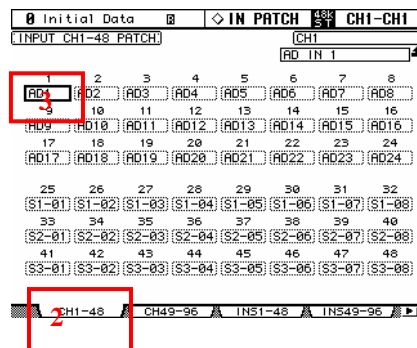 0 Initial Data IN PATCH 48K ST CH1-CH1
INPUT CH1-48 PATCH CH1
AD IN 1
1 2 3 4 5 6 7 8
AD1 AD2 AD3 AD4 AD5 AD6 AD7 AD8
3
9 10 11 12 13 14 15 16
AD9 AD10 AD11 AD12 AD13 AD14 AD15 AD16
17 18 19 20 21 22 23 24
AD17 AD18 AD19 AD20 AD21 AD22 AD23 AD24
25 26 27 28 29 30 31 32
S1-01 S1-02 S1-03 S1-04 S1-05 S1-06 S1-07 S1-08
33 34 35 36 37 38 39 40
S2-01 S2-02 S2-03 S2-04 S2-05 S2-06 S2-07 S2-08
41 42 43 44 45 46 47 48
S3-01 S3-02 S3-03 S3-04 S3-05 S3-06 S3-07 S3-08
CH1-48 CH49-96 INS1-48 INS49-96
2